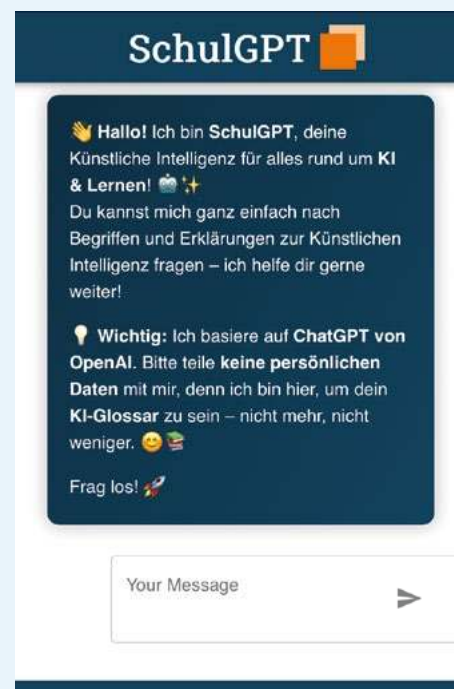 SchulGPT
👋 Hallo! Ich bin SchulGPT, deine
Künstliche Intelligenz für alles rund um KI
& Lernen! 🤖✨
Du kannst mich ganz einfach nach
Begriffen und Erklärungen zur Künstlichen
Intelligenz fragen – ich helfe dir gerne
weiter!
💡 Wichtig: Ich basiere auf ChatGPT von
OpenAI. Bitte teile keine persönlichen
Daten mit mir, denn ich bin hier, um dein
KI-Glossar zu sein – nicht mehr, nicht
weniger. 😊📚
Frag los! 🚀
Your Message